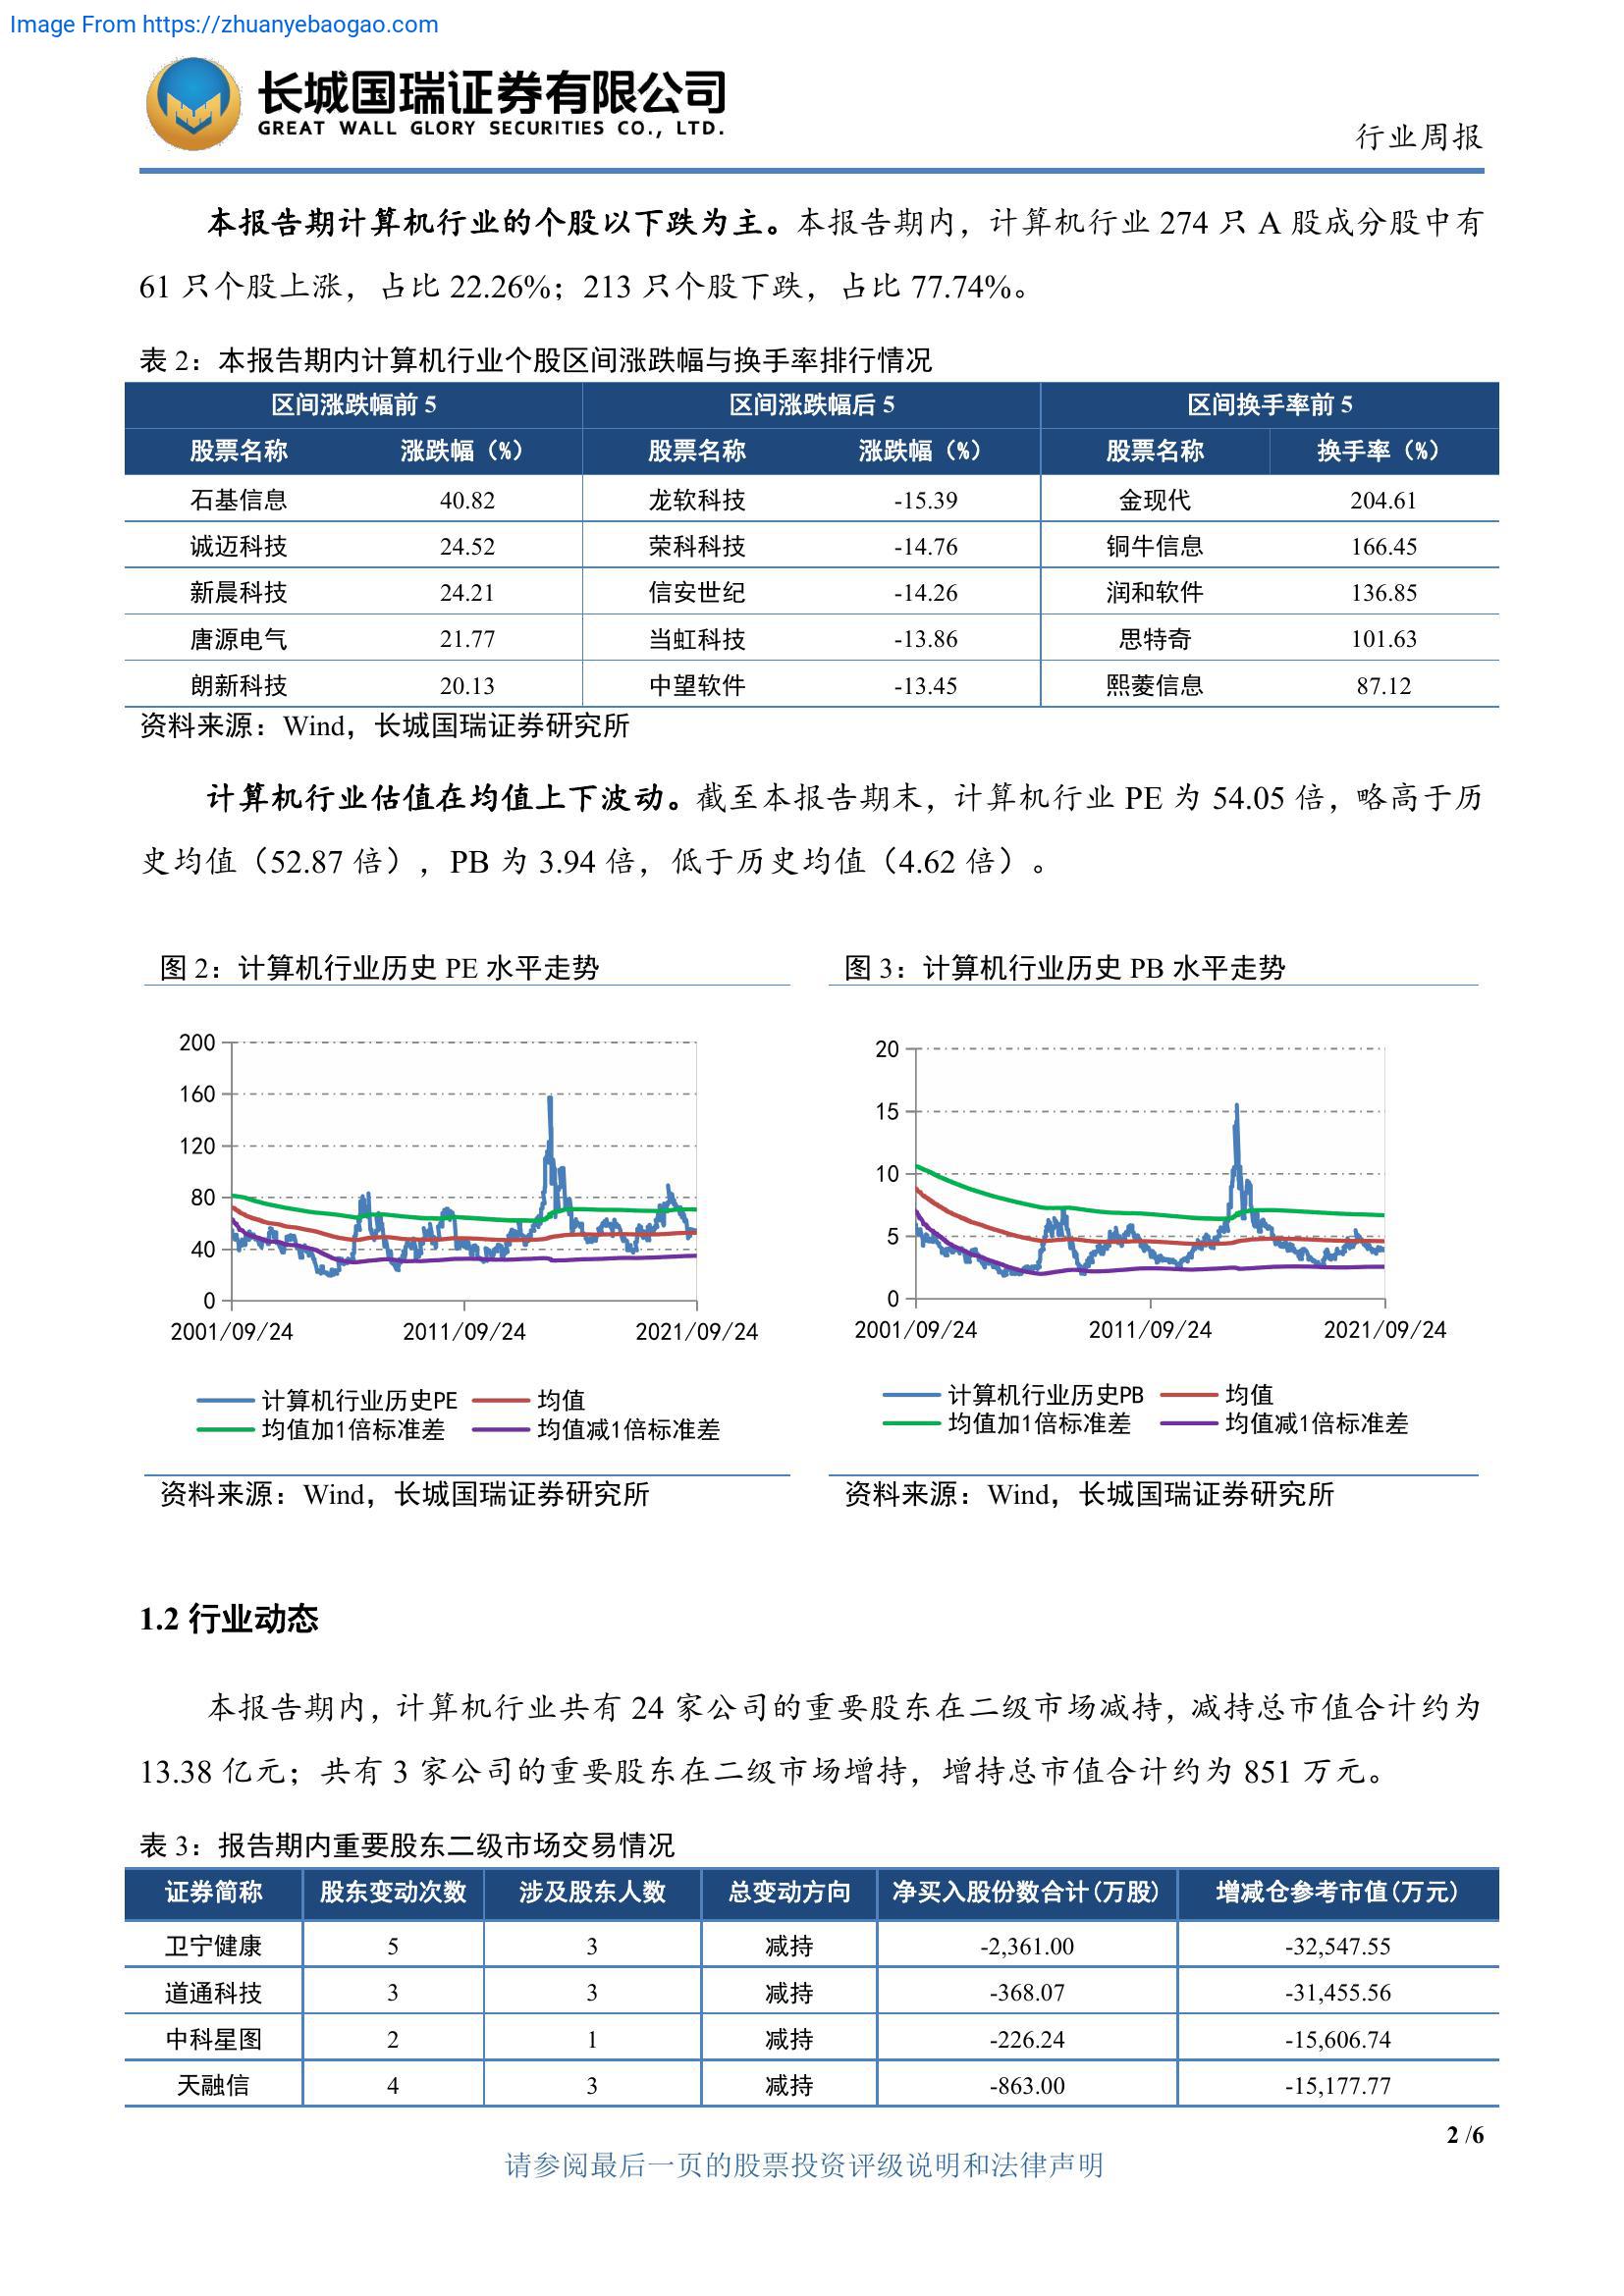 Image From https://zhuanyebaogao.com
长城国瑞证券有限公司
GREAT WALL GLORY SECURITIES CO., LTD.
行业周报
本报告期计算机行业的个股以下跌为主。本报告期内，计算机行业 274 只 A 股成分股中有
61 只个股上涨，占比 22.26%；213 只个股下跌，占比 77.74%。
表 2：本报告期内计算机行业个股区间涨跌幅与换手率排行情况
区间涨跌幅前 5 区间涨跌幅后 5 区间换手率前 5
股票名称 涨跌幅（%） 股票名称 涨跌幅（%） 股票名称 换手率（%）
石基信息 40.82 龙软科技 -15.39 金现代 204.61
诚迈科技 24.52 荣科科技 -14.76 铜牛信息 166.45
新晨科技 24.21 信安世纪 -14.26 润和软件 136.85
唐源电气 21.77 当虹科技 -13.86 思特奇 101.63
朗新科技 20.13 中望软件 -13.45 熙菱信息 87.12
资料来源：Wind，长城国瑞证券研究所
计算机行业估值在均值上下波动。截至本报告期末，计算机行业 PE 为 54.05 倍，略高于历
史均值（52.87 倍），PB 为 3.94 倍，低于历史均值（4.62 倍）。
图 2：计算机行业历史 PE 水平走势
200
160
120
80
40
0
2001/09/24 2011/09/24 2021/09/24
计算机行业历史PE 均值
均值加1倍标准差 均值减1倍标准差
资料来源：Wind，长城国瑞证券研究所
图 3：计算机行业历史 PB 水平走势
20
15
10
5
0
2001/09/24 2011/09/24 2021/09/24
计算机行业历史PB 均值
均值加1倍标准差 均值减1倍标准差
资料来源：Wind，长城国瑞证券研究所
1.2 行业动态
本报告期内，计算机行业共有 24 家公司的重要股东在二级市场减持，减持总市值合计约为
13.38 亿元；共有 3 家公司的重要股东在二级市场增持，增持总市值合计约为 851 万元。
表 3：报告期内重要股东二级市场交易情况
证券简称 股东变动次数 涉及股东人数 总变动方向 净买入股份数合计(万股) 增减仓参考市值(万元)
卫宁健康 5 3 减持 -2,361.00 -32,547.55
道通科技 3 3 减持 -368.07 -31,455.56
中科星图 2 1 减持 -226.24 -15,606.74
天融信 4 3 减持 -863.00 -15,177.77
2 /6
请参阅最后一页的股票投资评级说明和法律声明